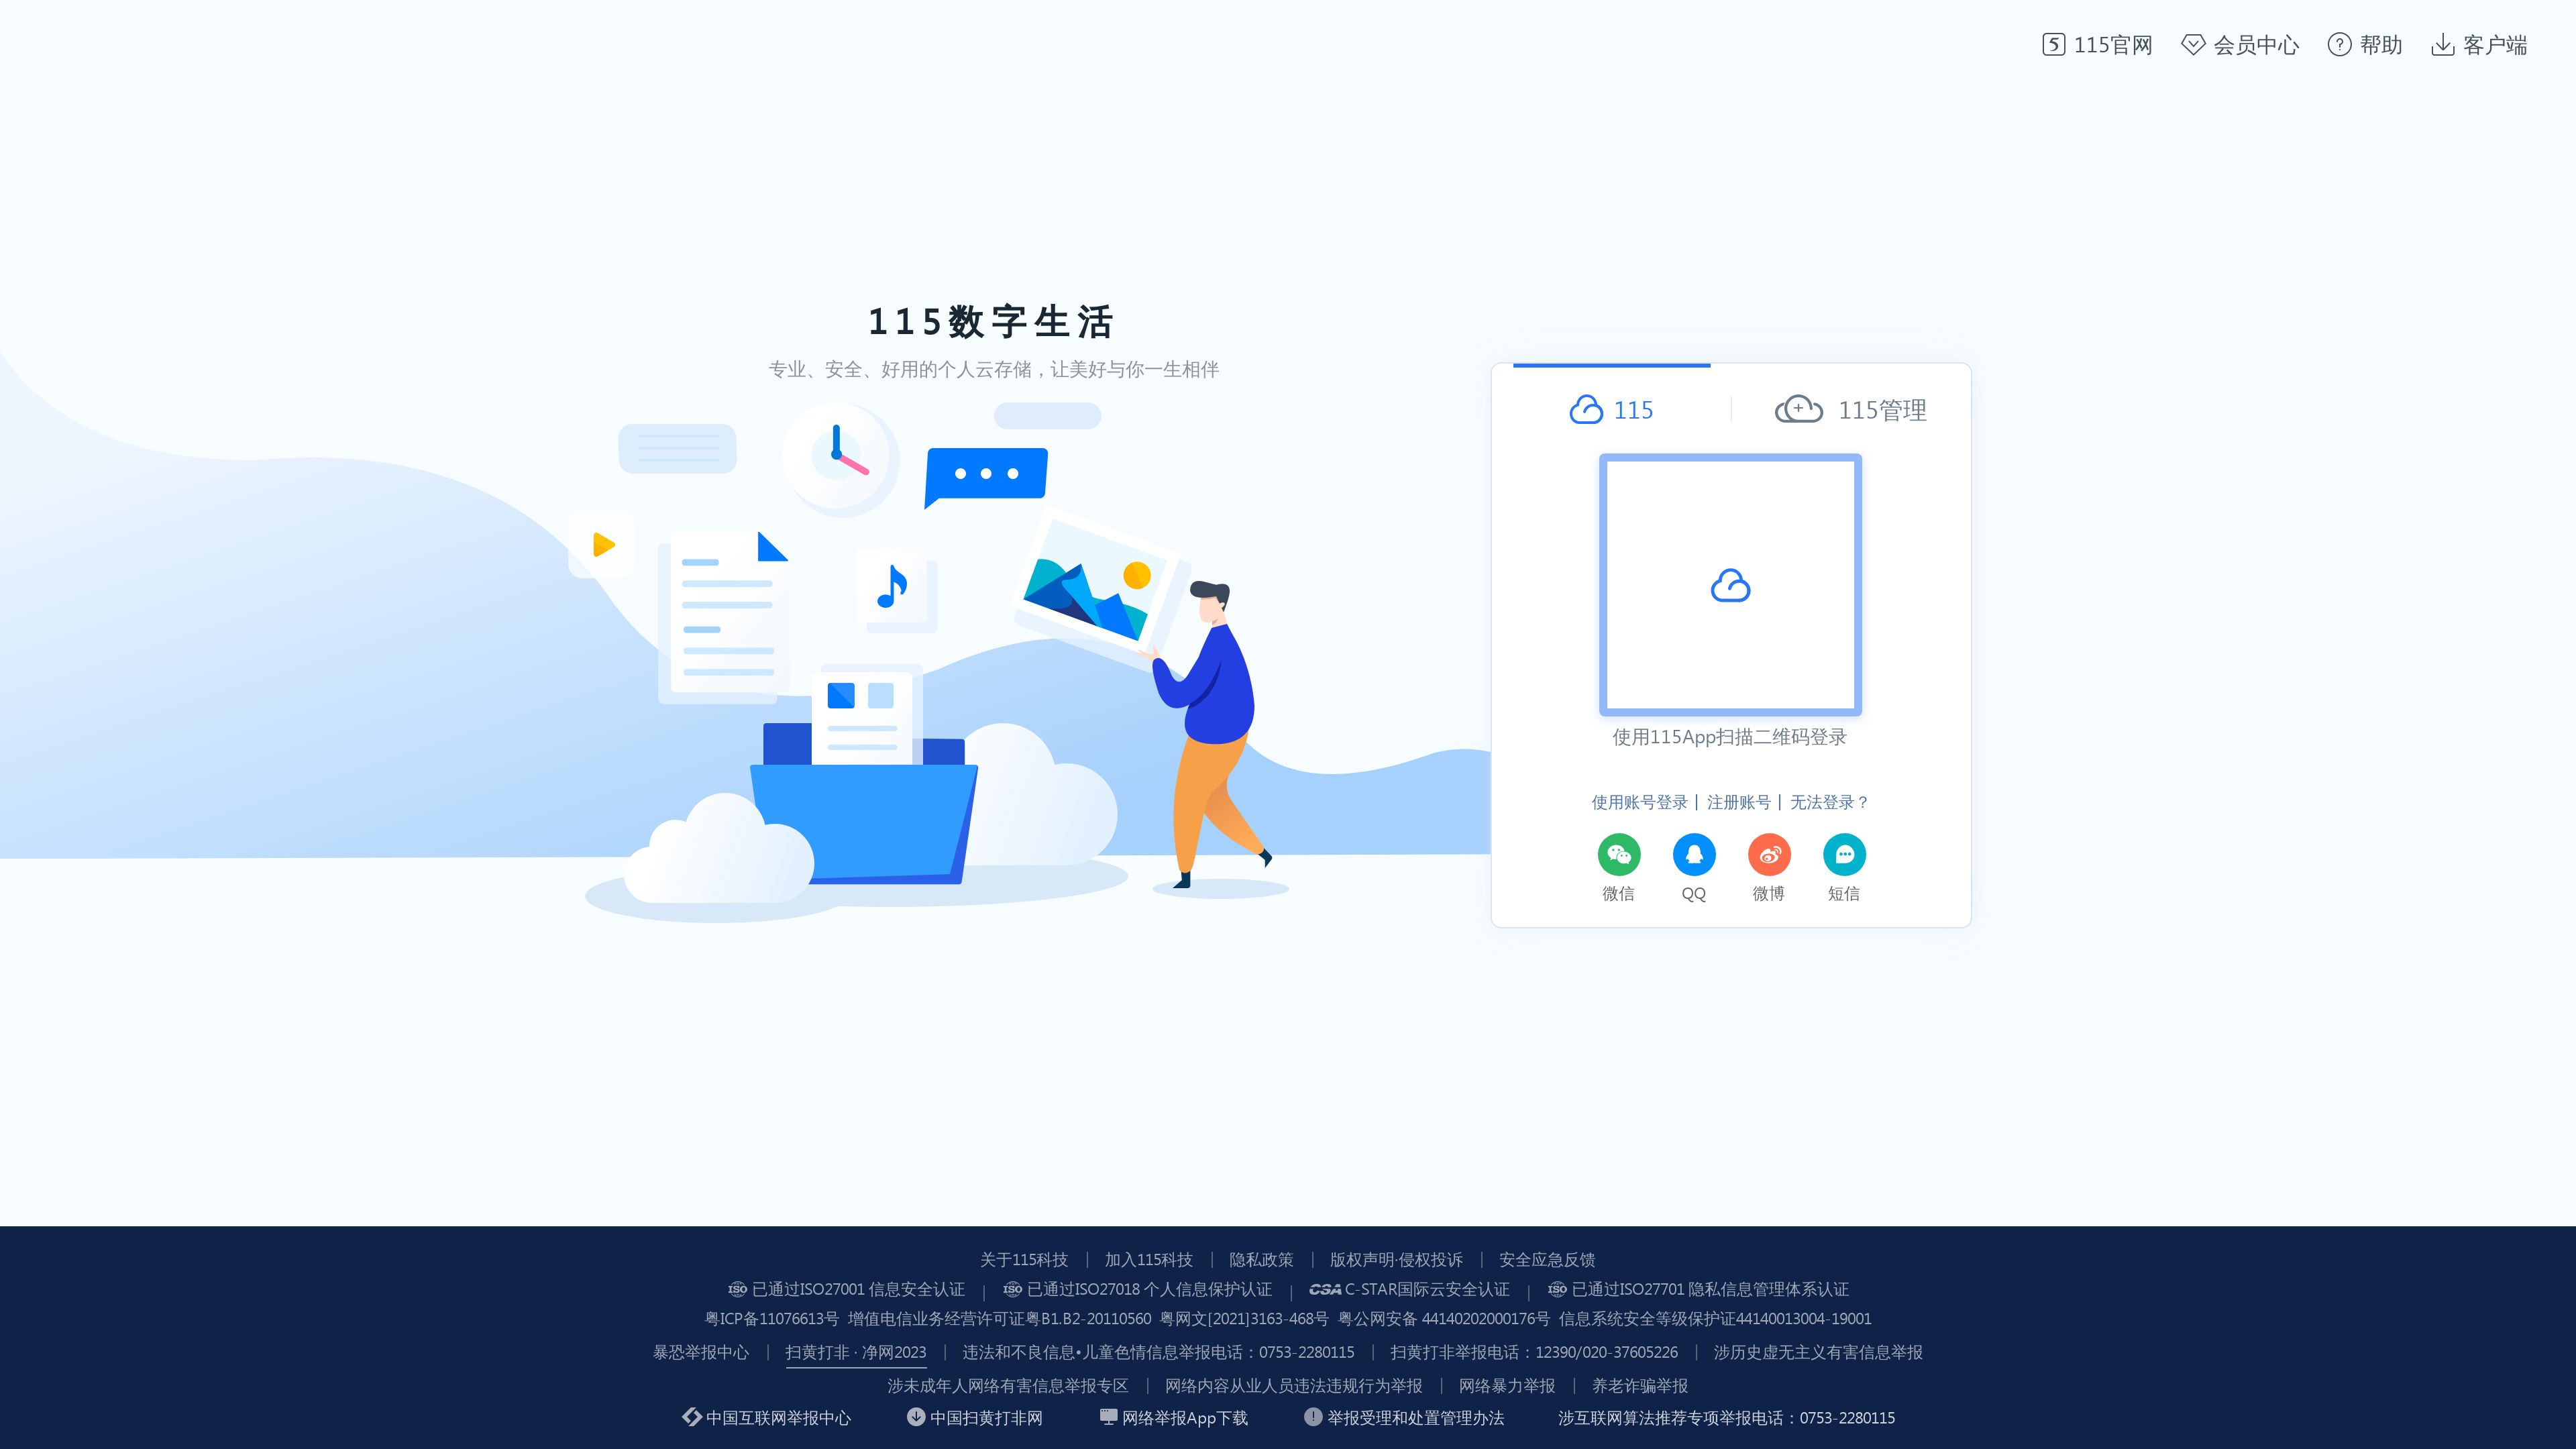 115官网 会员中心 帮助 客户端
115数字生活
专业、安全、好用的个人云存储，让美好与你一生相伴
115 115管理
使用115App扫描二维码登录
使用账号登录 | 注册账号 | 无法登录？
微信 QQ 微博 短信
关于115科技 | 加入115科技 | 隐私政策 | 版权声明·侵权投诉 | 安全应急反馈
ISO 已通过ISO27001 信息安全认证 | ISO 已通过ISO27018 个人信息保护认证 | CSA C-STAR国际云安全认证 | ISO 已通过ISO27701 隐私信息管理体系认证
粤ICP备11076613号 增值电信业务经营许可证粤B1.B2-20110560 粤网文[2021]3163-468号 粤公网安备 44140202000176号 信息系统安全等级保护证44140013004-19001
暴恐举报中心 | 扫黄打非 · 净网2023 | 违法和不良信息•儿童色情信息举报电话：0753-2280115 | 扫黄打非举报电话：12390/020-37605226 | 涉历史虚无主义有害信息举报
涉未成年人网络有害信息举报专区 | 网络内容从业人员违法违规行为举报 | 网络暴力举报 | 养老诈骗举报
中国互联网举报中心 中国扫黄打非网 网络举报App下载 举报受理和处置管理办法 涉互联网算法推荐专项举报电话：0753-2280115